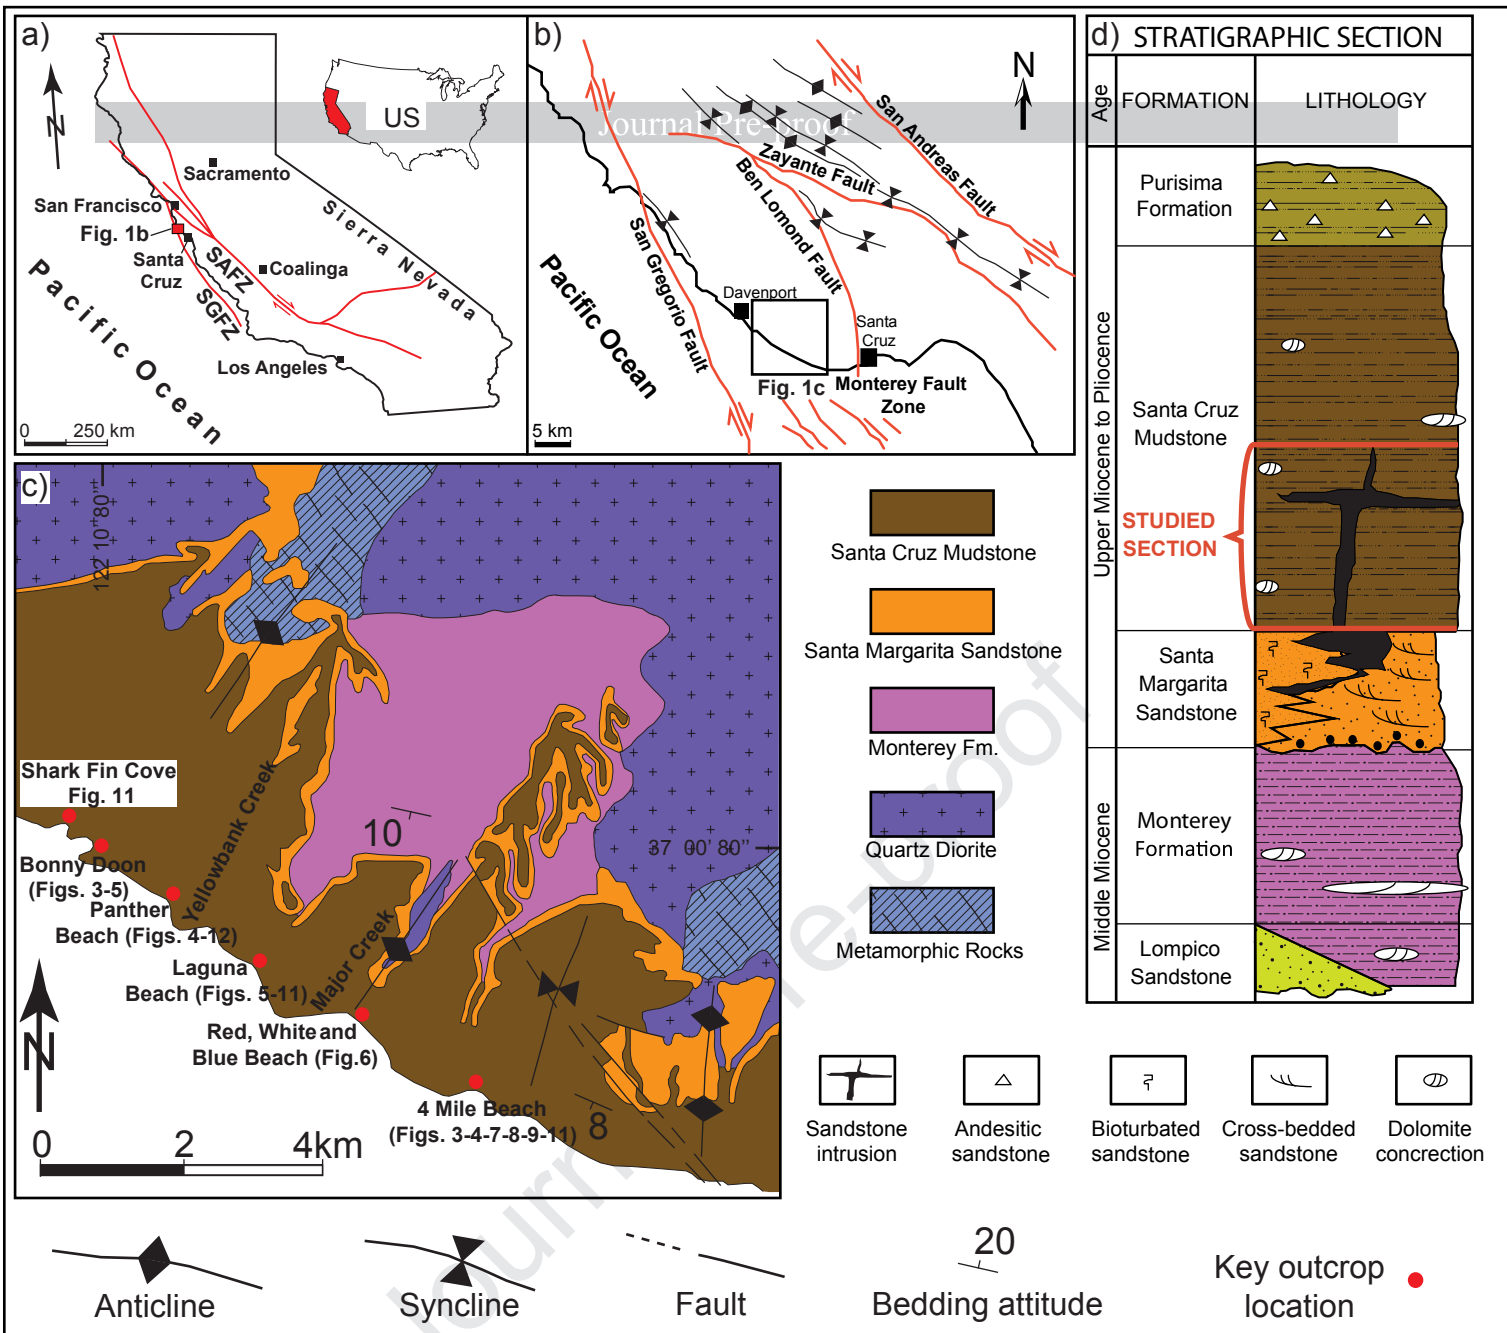 a)
N
US
Sacramento
San Francisco
Fig. 1b
Santa
Cruz
SAFZ
SGFZ
Coalinga
Sierra Nevada
Los Angeles
Pacific Ocean
0 250 km
b)
N
Journal Pre-proof
San Andreas Fault
Zayante Fault
Ben Lomond Fault
San Gregorio Fault
Pacific Ocean
Davenport
Santa
Cruz
Fig. 1c
Monterey Fault
Zone
5 km
c)
122 10' 80''
37 00' 80''
Shark Fin Cove
Fig. 11
Bonny Doon
(Figs. 3-5)
Panther
Beach (Figs. 4-12)
Yellowbank Creek
Laguna
Beach (Figs. 5-11)
Major Creek
Red, White and
Blue Beach (Fig.6)
4 Mile Beach
(Figs. 3-4-7-8-9-11)
10
8
N
0 2 4km
Santa Cruz Mudstone
Santa Margarita Sandstone
Monterey Fm.
Quartz Diorite
Metamorphic Rocks
d) STRATIGRAPHIC SECTION
Age FORMATION LITHOLOGY
Upper Miocene to Pliocence
Middle Miocene
Purisima
Formation
Santa Cruz
Mudstone
STUDIED
SECTION
Santa
Margarita
Sandstone
Monterey
Formation
Lompico
Sandstone
Sandstone
intrusion
Andesitic
sandstone
Bioturbated
sandstone
Cross-bedded
sandstone
Dolomite
concrection
Anticline
Syncline
Fault
20
Bedding attitude
Key outcrop
location
Journal Pre-proof